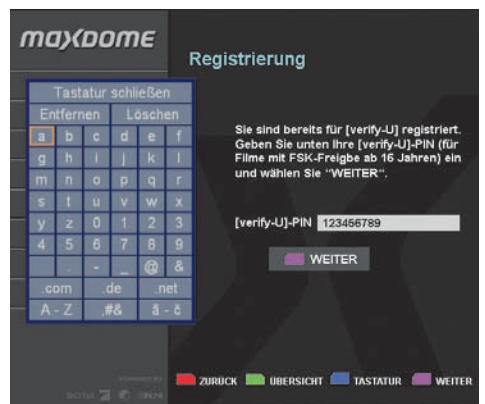 maxdome
Registrierung
Tastatur schließen
Entfernen Löschen
a b c d e f
g h i j k l
m n o p q r
s t u v w x
y z 0 1 2 3
4 5 6 7 8 9
. - _ @ &
.com .de .net
A - Z ,#& ã - č
Sie sind bereits für [verify-U] registriert.
Geben Sie unten Ihre [verify-U]-PIN (für
Filme mit FSK-Freigbe ab 16 Jahren) ein
und wählen Sie "WEITER".
[verify-U]-PIN 123456789
WEITER
ZURÜCK ÜBERSICHT TASTATUR WEITER